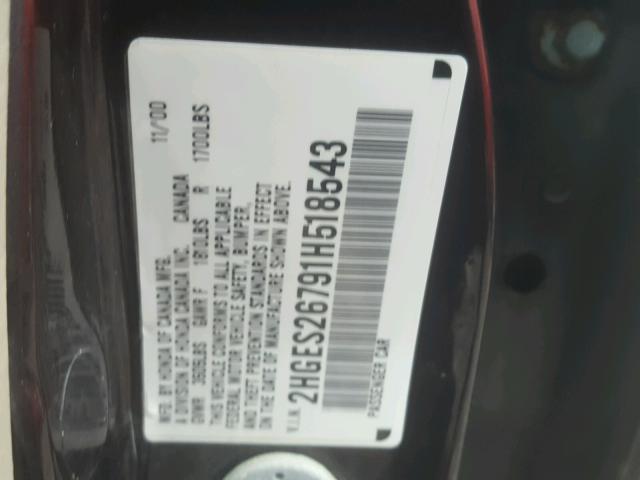 MFG. BY HONDA OF CANADA MFG. 11/'00
A DIVISION OF HONDA CANADA INC. CANADA
GVWR LBS GAWR F 1810LBS R 1700LBS
THIS VEHICLE CONFORMS TO ALL APPLICABLE
FEDERAL MOTOR VEHICLE SAFETY, BUMPER,
AND THEFT PREVENTION STANDARDS IN EFFECT
ON THE DATE OF MANUFACTURE SHOWN ABOVE.
V.I.N. 2HGES26791H518543
PASSENGER CAR